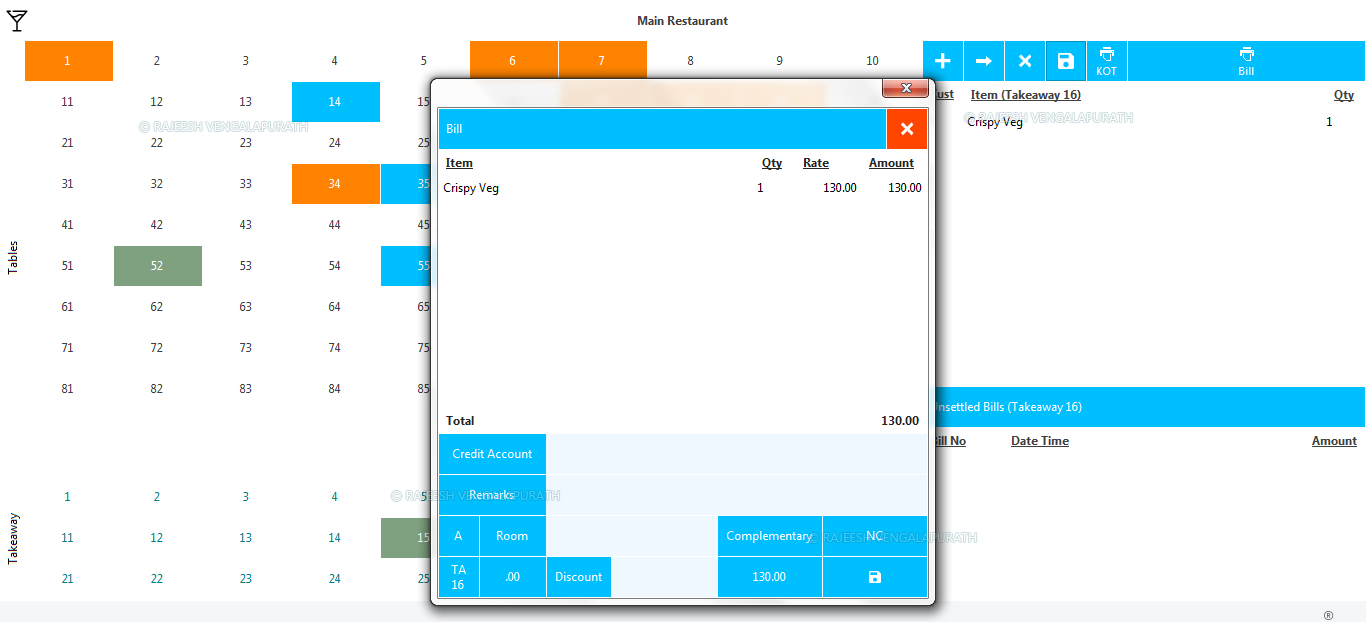 Main Restaurant
1 2 3 4 5 6 7 8 9 10
KOT Bill
11 12 13 14 15
© RAJEESH VENGALAPURATH
21 22 23 24 25
31 32 33 34 35
41 42 43 44 45
51 52 53 54 55
61 62 63 64 65
71 72 73 74 75
81 82 83 84 85
Tables
1 2 3 4 5
11 12 13 14 15
21 22 23 24 25
Takeaway
Bill
Item Qty Rate Amount
Crispy Veg 1 130.00 130.00
Total 130.00
Credit Account
Remarks
© RAJEESH VENGALAPURATH
A Room Complementary NC
© RAJEESH VENGALAPURATH
TA
16 .00 Discount 130.00
Item (Takeaway 16) Qty
© RAJEESH VENGALAPURATH
Crispy Veg 1
Unsettled Bills (Takeaway 16)
Bill No Date Time Amount
®